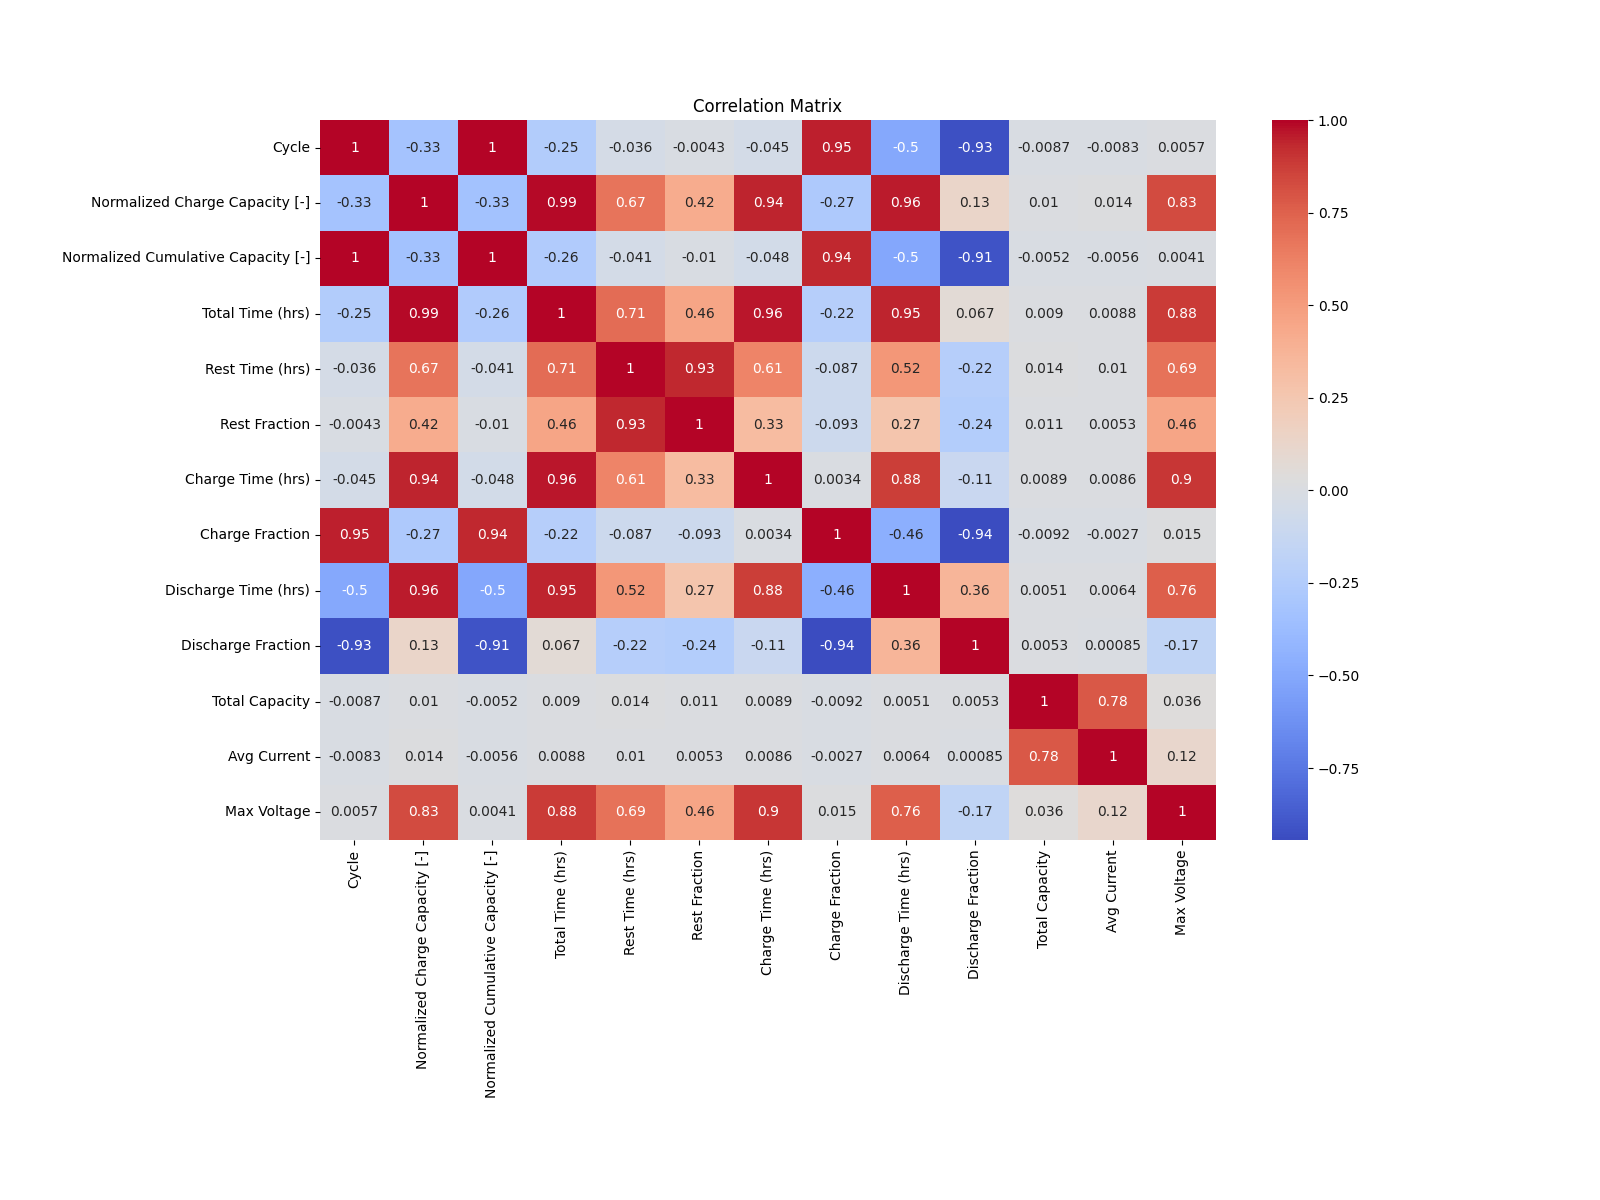 Correlation Matrix
Cycle 1 -0.33 1 -0.25 -0.036 -0.0043 -0.045 0.95 -0.5 -0.93 -0.0087 -0.0083 0.0057
Normalized Charge Capacity [-] -0.33 1 -0.33 0.99 0.67 0.42 0.94 -0.27 0.96 0.13 0.01 0.014 0.83
Normalized Cumulative Capacity [-] 1 -0.33 1 -0.26 -0.041 -0.01 -0.048 0.94 -0.5 -0.91 -0.0052 -0.0056 0.0041
Total Time (hrs) -0.25 0.99 -0.26 1 0.71 0.46 0.96 -0.22 0.95 0.067 0.009 0.0088 0.88
Rest Time (hrs) -0.036 0.67 -0.041 0.71 1 0.93 0.61 -0.087 0.52 -0.22 0.014 0.01 0.69
Rest Fraction -0.0043 0.42 -0.01 0.46 0.93 1 0.33 -0.093 0.27 -0.24 0.011 0.0053 0.46
Charge Time (hrs) -0.045 0.94 -0.048 0.96 0.61 0.33 1 0.0034 0.88 -0.11 0.0089 0.0086 0.9
Charge Fraction 0.95 -0.27 0.94 -0.22 -0.087 -0.093 0.0034 1 -0.46 -0.94 -0.0092 -0.0027 0.015
Discharge Time (hrs) -0.5 0.96 -0.5 0.95 0.52 0.27 0.88 -0.46 1 0.36 0.0051 0.0064 0.76
Discharge Fraction -0.93 0.13 -0.91 0.067 -0.22 -0.24 -0.11 -0.94 0.36 1 0.0053 0.00085 -0.17
Total Capacity -0.0087 0.01 -0.0052 0.009 0.014 0.011 0.0089 -0.0092 0.0051 0.0053 1 0.78 0.036
Avg Current -0.0083 0.014 -0.0056 0.0088 0.01 0.0053 0.0086 -0.0027 0.0064 0.00085 0.78 1 0.12
Max Voltage 0.0057 0.83 0.0041 0.88 0.69 0.46 0.9 0.015 0.76 -0.17 0.036 0.12 1
Cycle
Normalized Charge Capacity [-]
Normalized Cumulative Capacity [-]
Total Time (hrs)
Rest Time (hrs)
Rest Fraction
Charge Time (hrs)
Charge Fraction
Discharge Time (hrs)
Discharge Fraction
Total Capacity
Avg Current
Max Voltage
1.00
0.75
0.50
0.25
0.00
−0.25
−0.50
−0.75